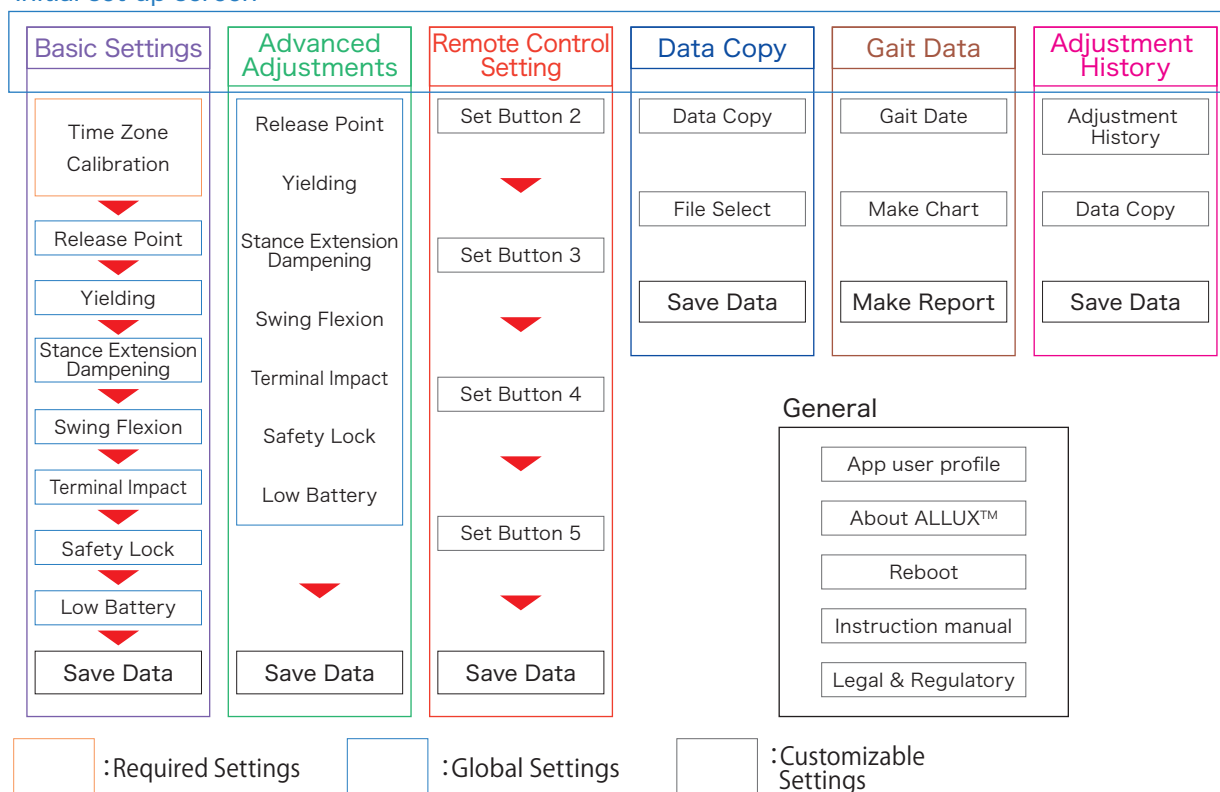 Initial set-up screen
Basic Settings
Advanced
Adjustments
Remote Control
Setting
Data Copy
Gait Data
Adjustment
History
Time Zone
Calibration
Release Point
Yielding
Stance Extension
Dampening
Swing Flexion
Terminal Impact
Safety Lock
Low Battery
Save Data
Release Point
Yielding
Stance Extension
Dampening
Swing Flexion
Terminal Impact
Safety Lock
Low Battery
Save Data
Set Button 2
Set Button 3
Set Button 4
Set Button 5
Save Data
Data Copy
File Select
Save Data
Gait Date
Make Chart
Make Report
Adjustment
History
Data Copy
Save Data
General
App user profile
About ALLUX™
Reboot
Instruction manual
Legal & Regulatory
:Required Settings
:Global Settings
:Customizable
Settings